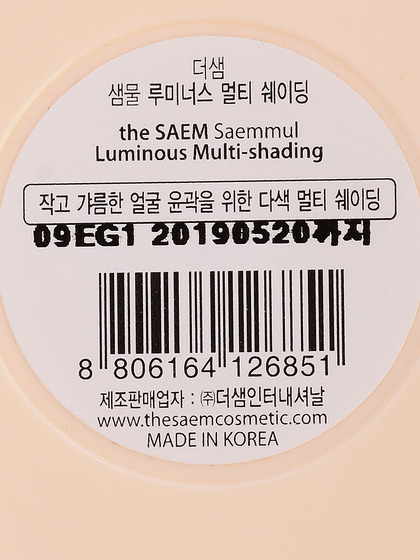 더샘
샘물 루미너스 멀티 쉐이딩
the SAEM Saemmul
Luminous Multi-shading
작고 갸름한 얼굴 윤곽을 위한 다색 멀티 쉐이딩
09EG1 20190520까지
8 806164 126851
제조판매업자 : ㈜더샘인터내셔날
www.thesaemcosmetic.com
MADE IN KOREA